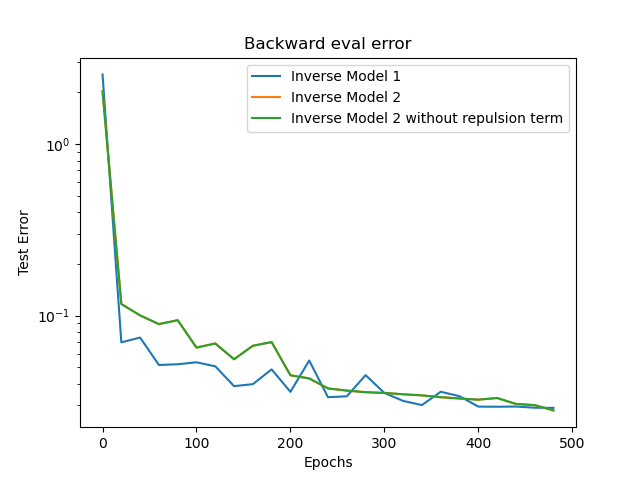 Backward eval error
Inverse Model 1
Inverse Model 2
Inverse Model 2 without repulsion term
10⁰
10⁻¹
Test Error
0 100 200 300 400 500
Epochs